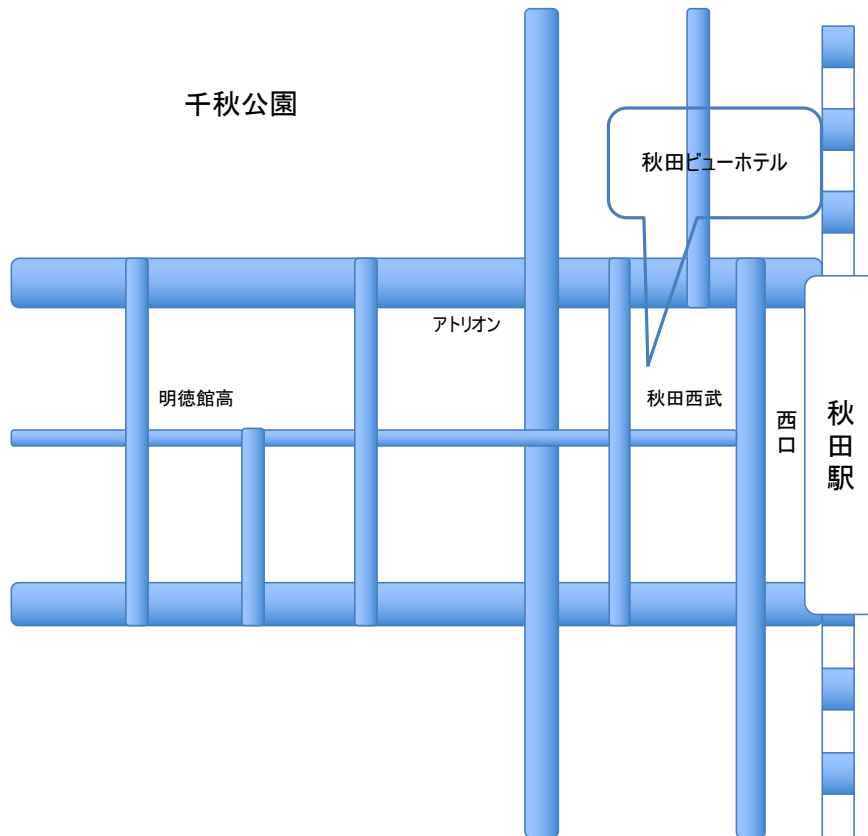 千秋公園
秋田ビューホテル
アトリオン
明徳館高
秋田西武
西口
秋田駅